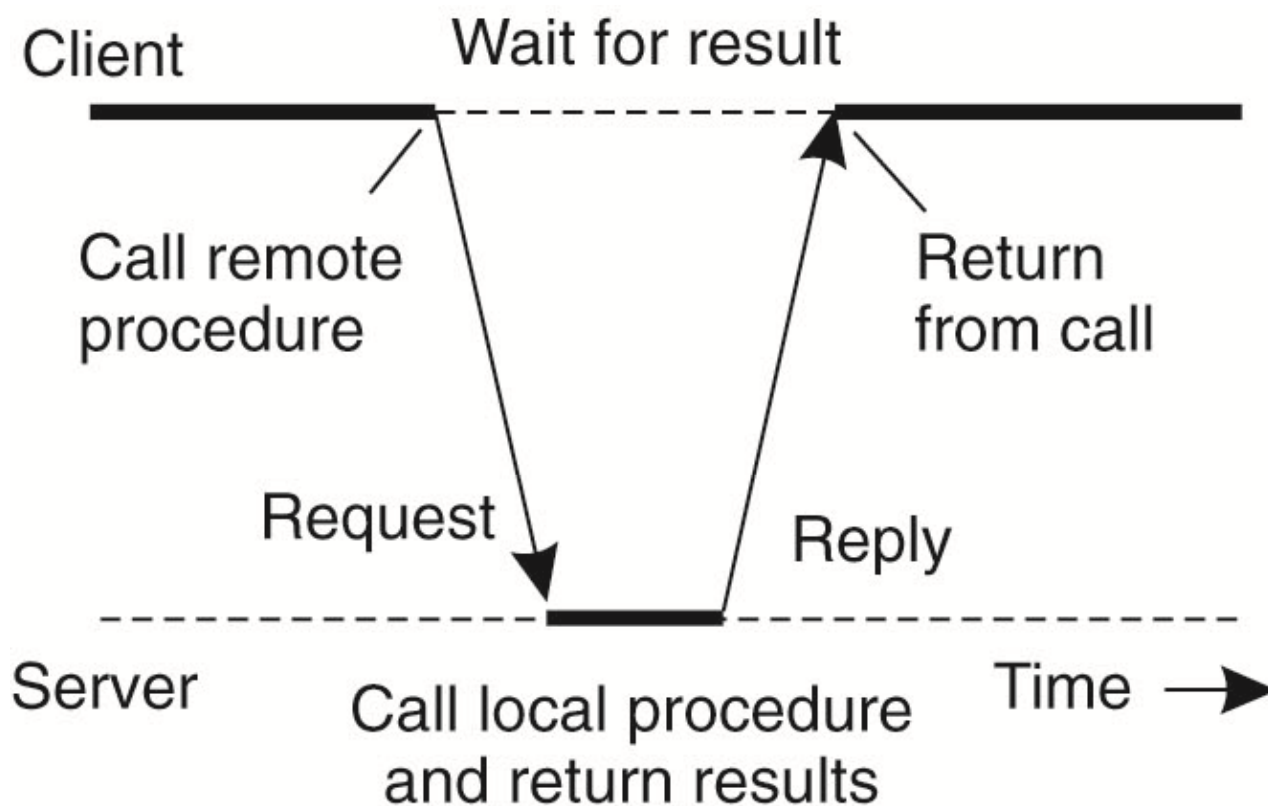 Client
Wait for result
Call remote
procedure
Return
from call
Request
Reply
Server
Time
Call local procedure
and return results